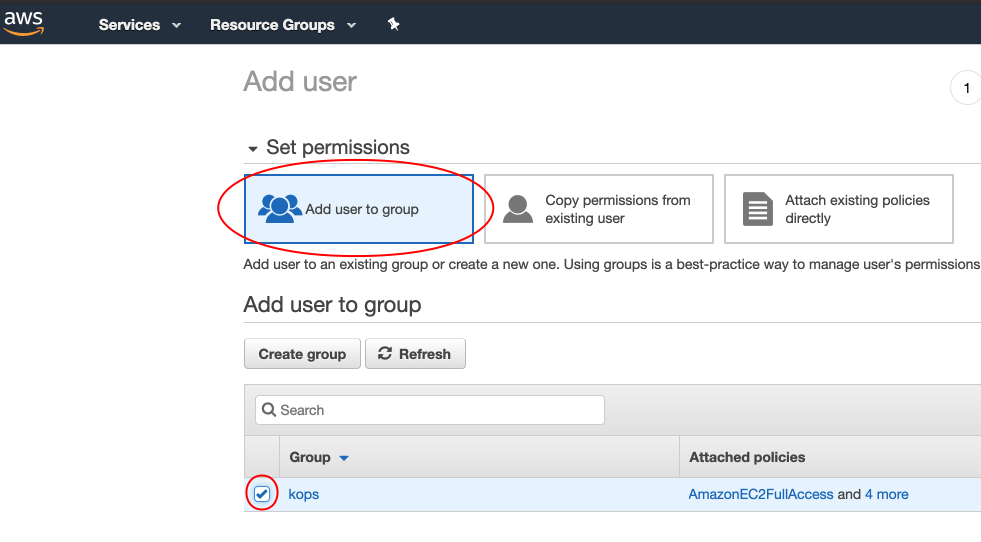 aws Services Resource Groups
Add user
1
Set permissions
Add user to group
Copy permissions from
existing user
Attach existing policies
directly
Add user to an existing group or create a new one. Using groups is a best-practice way to manage user's permissions
Add user to group
Create group Refresh
Search
Group Attached policies
kops AmazonEC2FullAccess and 4 more